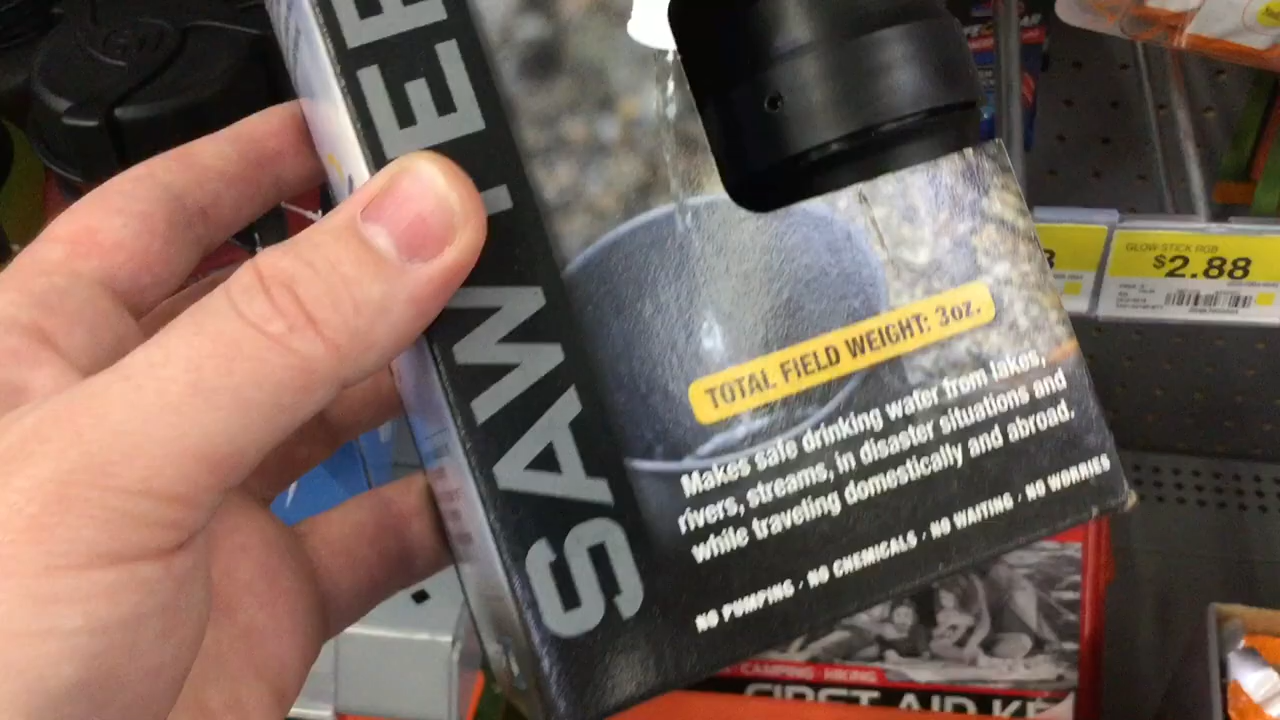 SAWYER
TOTAL FIELD WEIGHT: 3oz.
Makes safe drinking water from lakes,
rivers, streams, in disaster situations and
while traveling domestically and abroad.
NO PUMPING · NO CHEMICALS · NO WAITING · NO WORRIES
GLOW STICK RGB
$2.88
CAMPING · HIKING
FIRST AID KI